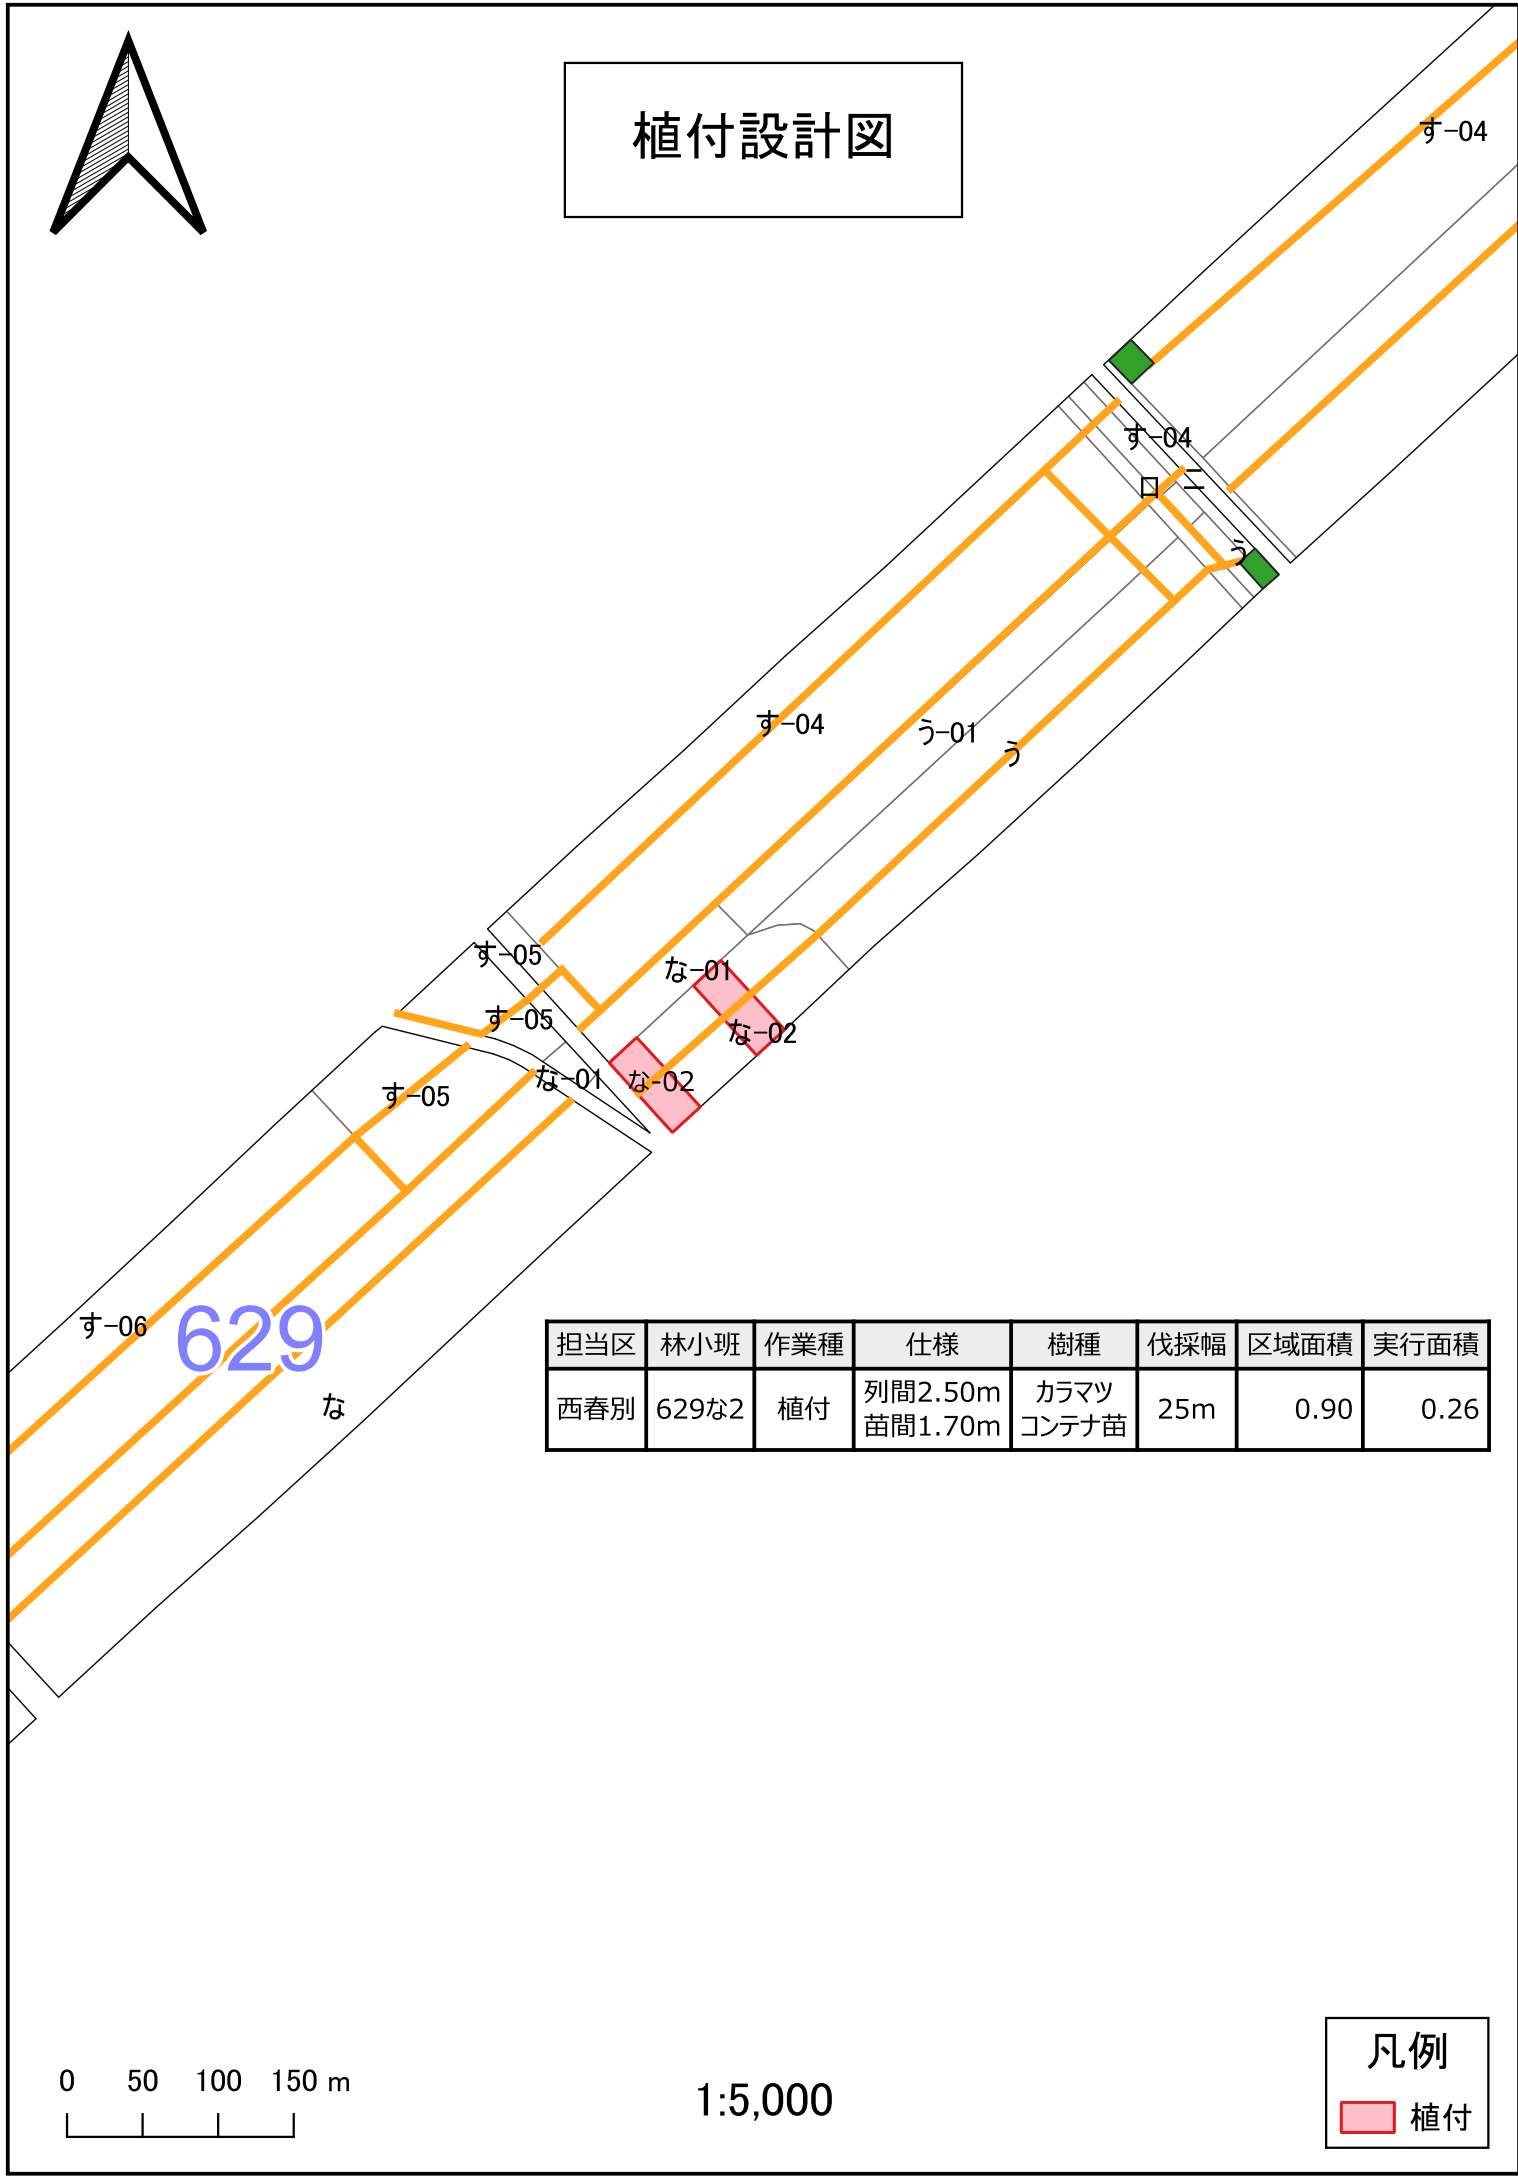 植付設計図
す-04
す-04
ロ
ニ
う
す-04
う-01
う
す-05
な-01
す-05
な-02
な-01
な-02
す-05
す-06
629
な
担当区 林小班 作業種 仕様 樹種 伐採幅 区域面積 実行面積
西春別 629な2 植付 列間2.50m 苗間1.70m カラマツ コンテナ苗 25m 0.90 0.26
0 50 100 150 m
1:5,000
凡例
植付